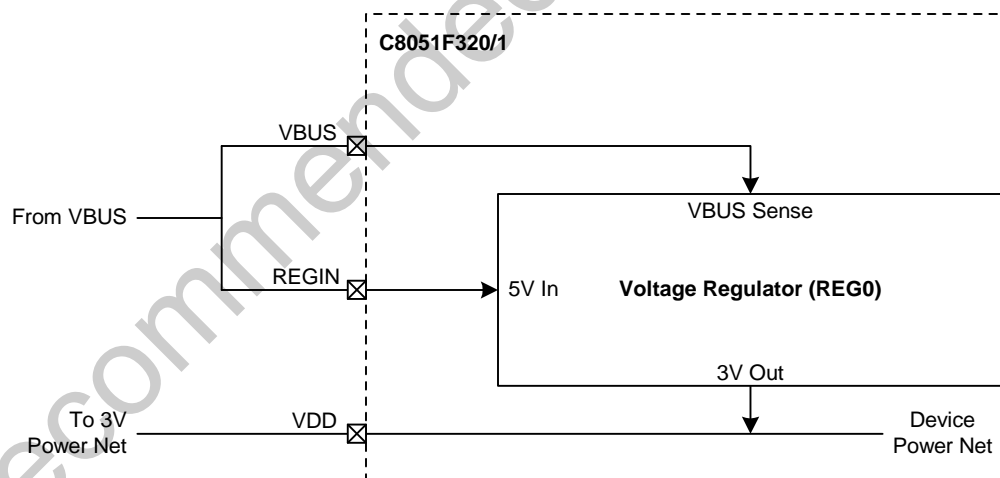 C8051F320/1
VBUS
From VBUS
VBUS Sense
REGIN
5V In
Voltage Regulator (REG0)
3V Out
To 3V
Power Net
VDD
Device
Power Net
ecommended